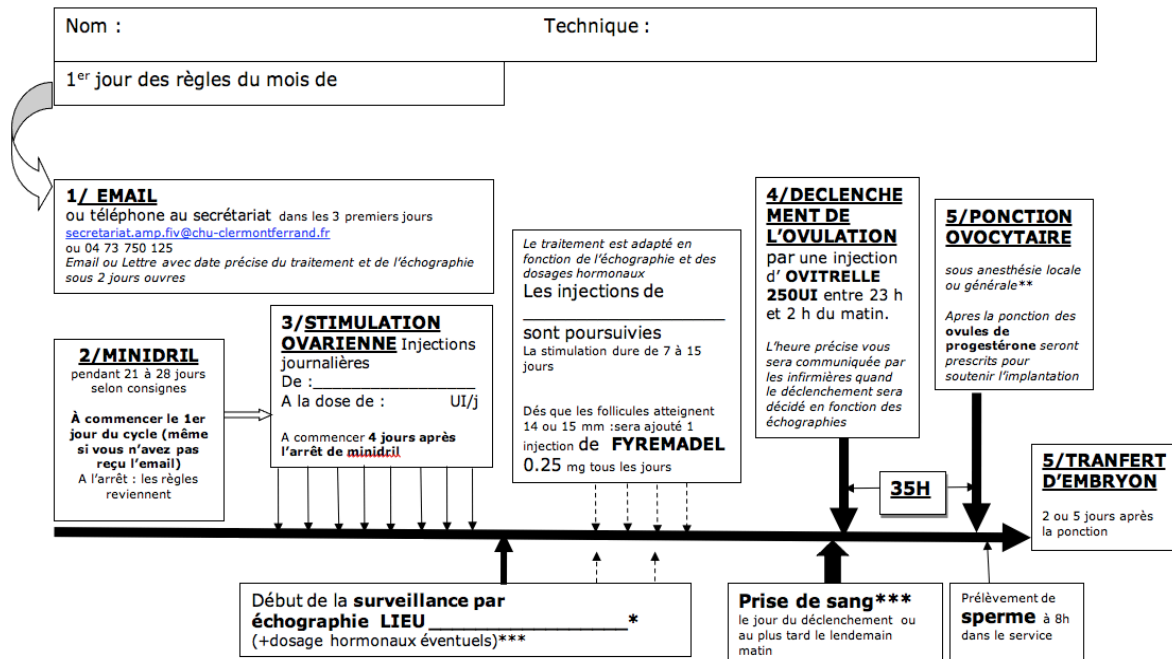 Nom : Technique :
1er jour des règles du mois de
1/ EMAIL
ou téléphone au secrétariat dans les 3 premiers jours
secretariat.amp.fiv@chu-clermontferrand.fr
ou 04 73 750 125
Email ou Lettre avec date précise du traitement et de l'échographie
sous 2 jours ouvres
2/MINIDRIL
pendant 21 à 28 jours
selon consignes
À commencer le 1er
jour du cycle (même
si vous n'avez pas
reçu l'email)
A l'arrêt : les règles
reviennent
3/STIMULATION
OVARIENNE Injections
journalières
De :_________________
A la dose de : UI/j
A commencer 4 jours après
l'arrêt de minidril
Le traitement est adapté en
fonction de l'échographie et des
dosages hormonaux
Les injections de
____________________
sont poursuivies
La stimulation dure de 7 à 15
jours
Dés que les follicules atteignent
14 ou 15 mm :sera ajouté 1
injection de FYREMADEL
0.25 mg tous les jours
4/DECLENCHE
MENT DE
L'OVULATION
par une injection
d' OVITRELLE
250UI entre 23 h
et 2 h du matin.
L'heure précise vous
sera communiquée par
les infirmières quand
le déclenchement sera
décidé en fonction des
échographies
5/PONCTION
OVOCYTAIRE
sous anesthésie locale
ou générale**
Apres la ponction des
ovules de
progestérone seront
prescrits pour
soutenir l'implantation
35H
5/TRANFERT
D'EMBRYON
2 ou 5 jours après
la ponction
Début de la surveillance par
échographie LIEU____________________*
(+dosage hormonaux éventuels)***
Prise de sang***
le jour du déclenchement ou
au plus tard le lendemain
matin
Prélèvement de
sperme à 8h
dans le service